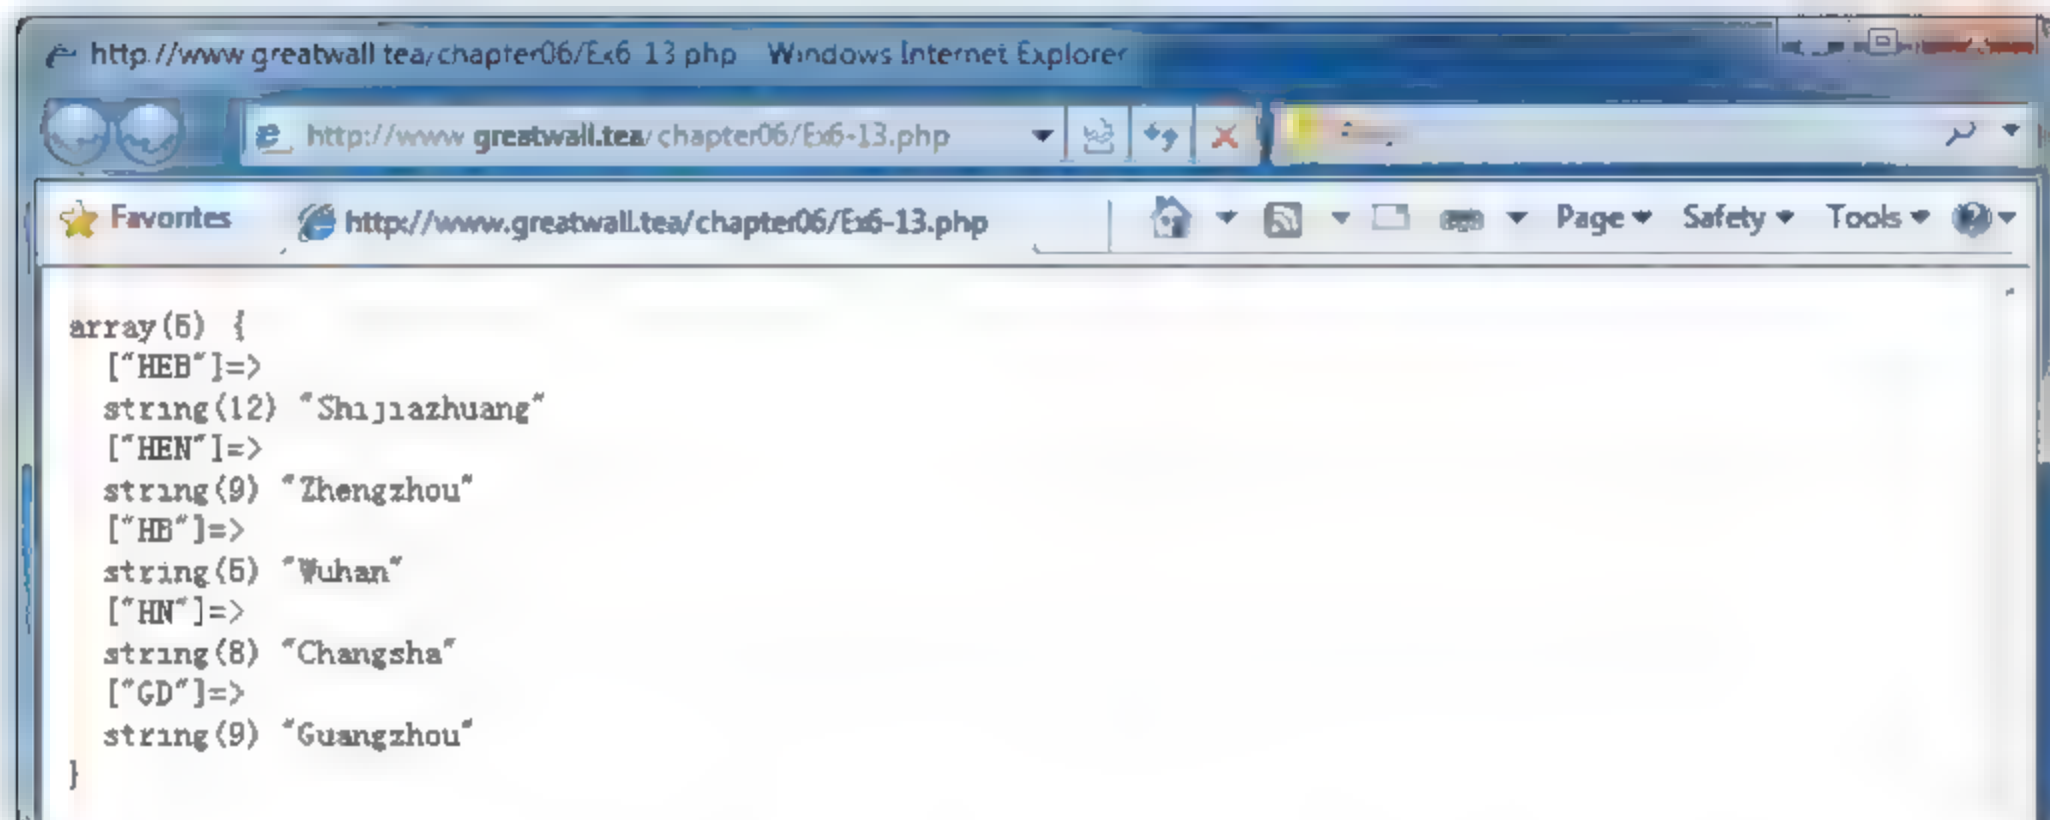 http://www.greatwall.tea/chapter06/Ex6-13.php - Windows Internet Explorer
http://www.greatwall.tea/chapter06/Ex6-13.php
Favorites
http://www.greatwall.tea/chapter06/Ex6-13.php
Page
Safety
Tools
array(5) {
["HEB"]=>
string(12) "Shijiazhuang"
["HEN"]=>
string(9) "Zhengzhou"
["HB"]=>
string(5) "Wuhan"
["HN"]=>
string(8) "Changsha"
["GD"]=>
string(9) "Guangzhou"
}